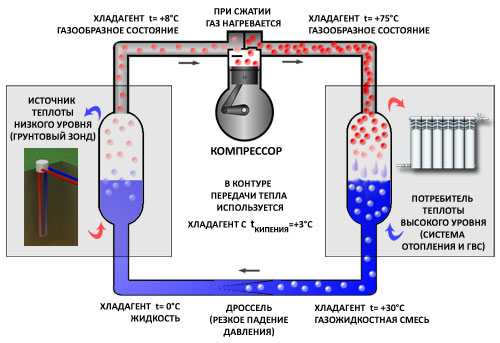 ХЛАДАГЕНТ t= +8°C
ГАЗООБРАЗНОЕ СОСТОЯНИЕ
ПРИ СЖАТИИ
ГАЗ НАГРЕВАЕТСЯ
ХЛАДАГЕНТ t= +75°C
ГАЗООБРАЗНОЕ СОСТОЯНИЕ
ИСТОЧНИК
ТЕПЛОТЫ
НИЗКОГО УРОВНЯ
(ГРУНТОВЫЙ ЗОНД)
КОМПРЕССОР
В КОНТУРЕ
ПЕРЕДАЧИ ТЕПЛА
ИСПОЛЬЗУЕТСЯ
ХЛАДАГЕНТ С tКИПЕНИЯ=+3°C
ПОТРЕБИТЕЛЬ
ТЕПЛОТЫ
ВЫСОКОГО УРОВНЯ
(СИСТЕМА
ОТОПЛЕНИЯ И ГВС)
ХЛАДАГЕНТ t= 0°C
ЖИДКОСТЬ
ДРОССЕЛЬ
(РЕЗКОЕ ПАДЕНИЕ
ДАВЛЕНИЯ)
ХЛАДАГЕНТ t= +30°C
ГАЗОЖИДКОСТНАЯ СМЕСЬ